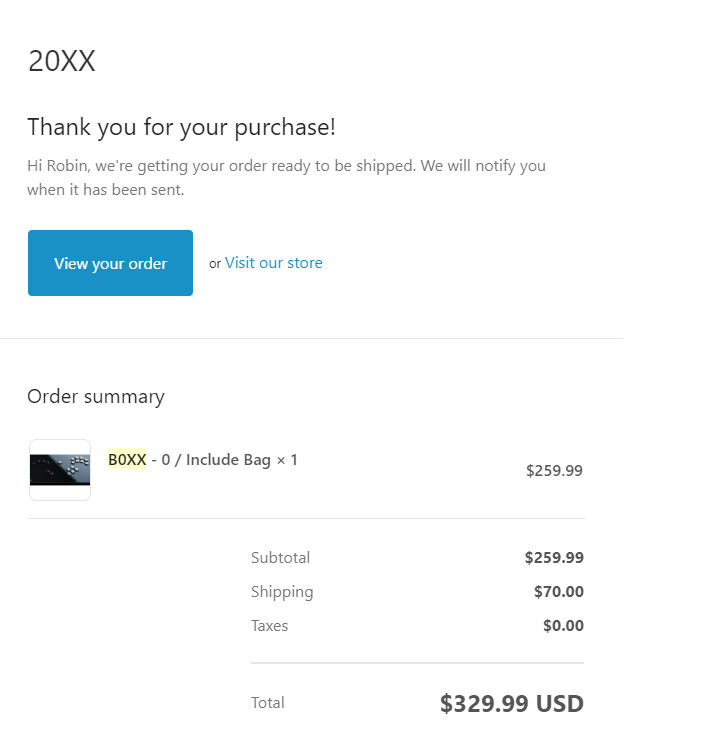 20XX
Thank you for your purchase!
Hi Robin, we're getting your order ready to be shipped. We will notify you
when it has been sent.
View your order or Visit our store
Order summary
B0XX - 0 / Include Bag × 1 $259.99
Subtotal $259.99
Shipping $70.00
Taxes $0.00
Total $329.99 USD